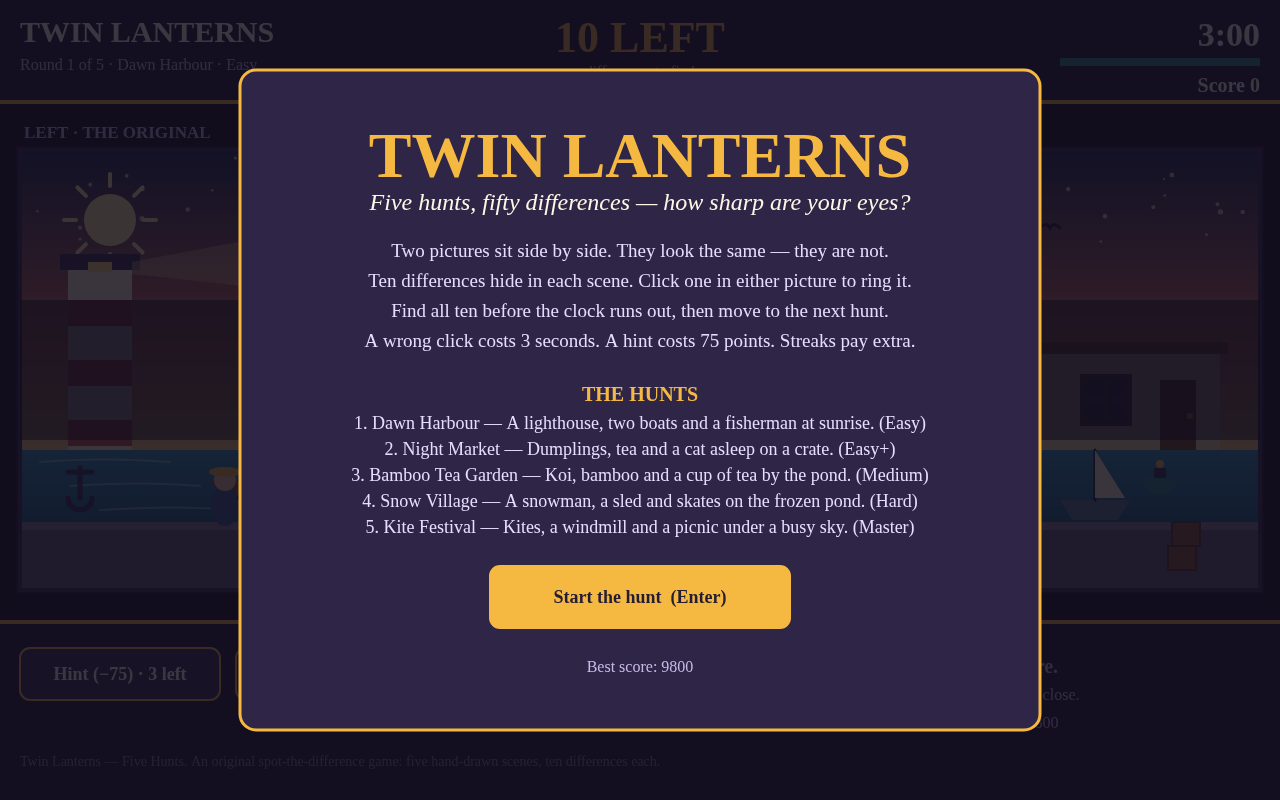 TWIN LANTERNS
10 LEFT
3:00
Round 1 of 5 · Dawn Harbour · Easy
Score 0
LEFT · THE ORIGINAL
TWIN LANTERNS
Five hunts, fifty differences — how sharp are your eyes?
Two pictures side by side. They look the same — they are not.
Ten differences hide in each scene. Click one in either picture to ring it.
Find all ten before the clock runs out, then move to the next hunt.
A wrong click costs 3 seconds. A hint costs 75 points. Streaks pay extra.
THE HUNTS
1. Dawn Harbour — A lighthouse, two boats and a fisherman at sunrise. (Easy)
2. Night Market — Dumplings, tea and a cat asleep on a crate. (Easy+)
3. Bamboo Tea Garden — Koi, bamboo and a cup of tea by the pond. (Medium)
4. Snow Village — A snowman, a sled and skates on the frozen pond. (Hard)
5. Kite Festival — Kites, a windmill and a picnic under a busy sky. (Master)
Start the hunt (Enter)
Best score: 9800
Hint (−75) · 3 left
close.
Twin Lanterns — Five Hunts. An original spot-the-difference game: five hand-drawn scenes, ten differences each.